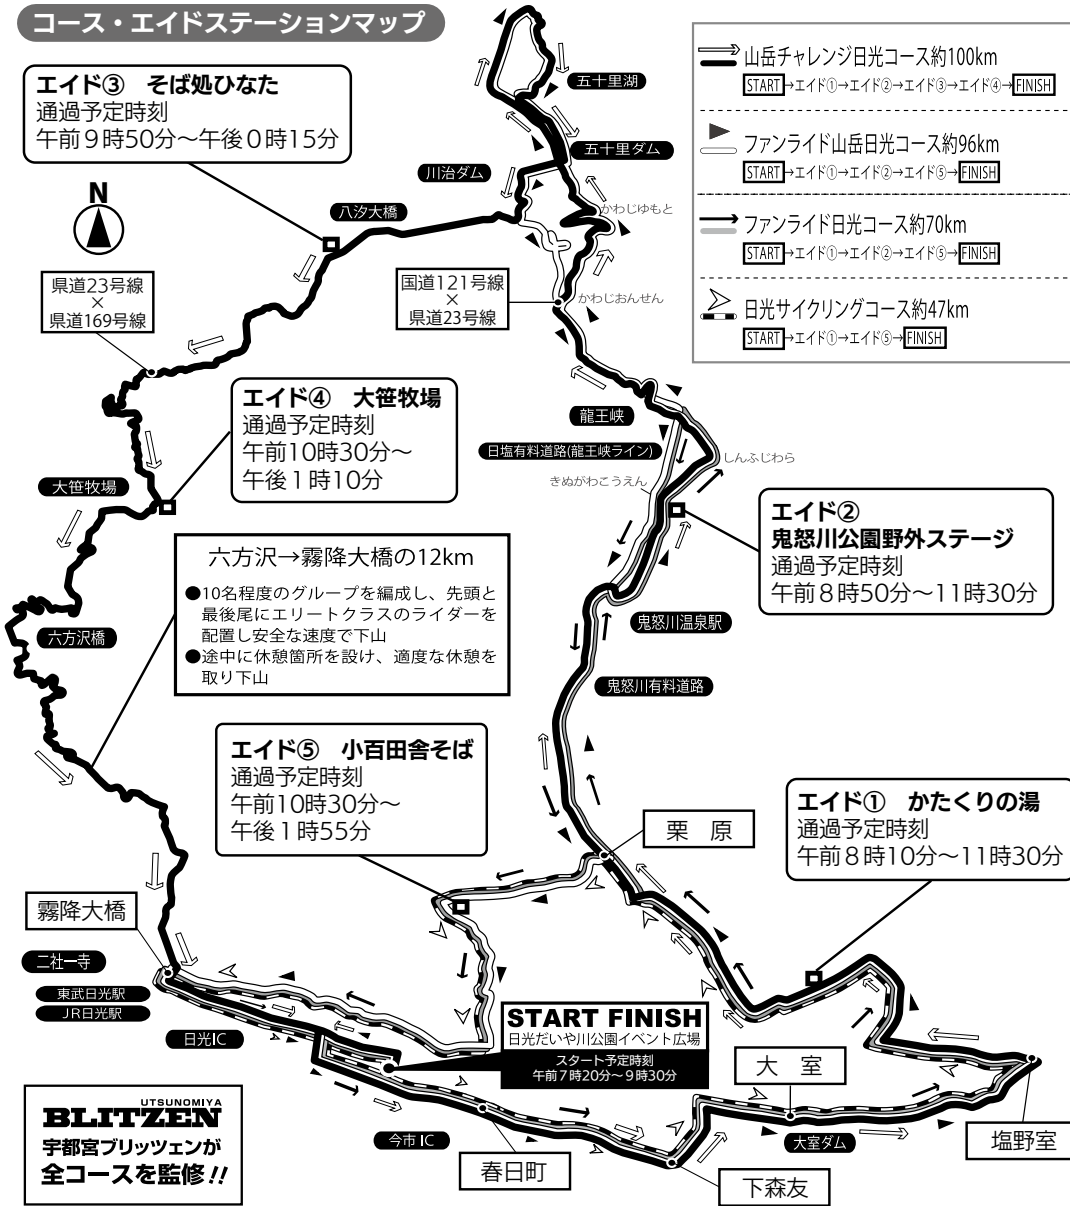 コース・エイドステーションマップ
エイド③ そば処ひなた
通過予定時刻
午前9時50分～午後0時15分
N
五十里湖
五十里ダム
川治ダム
八汐大橋
かわじゆもと
山岳チャレンジ日光コース約100km
START→エイド①→エイド②→エイド③→エイド④→FINISH
ファンライド山岳日光コース約96km
START→エイド①→エイド②→エイド⑤→FINISH
ファンライド日光コース約70km
START→エイド①→エイド②→エイド⑤→FINISH
日光サイクリングコース約47km
START→エイド①→エイド⑤→FINISH
県道23号線
×
県道169号線
国道121号線
×
県道23号線
かわじおんせん
エイド④ 大笹牧場
通過予定時刻
午前10時30分～
午後1時10分
龍王峡
日塩有料道路(龍王峡ライン)
しんふじわら
きぬがわこうえん
大笹牧場
エイド②
鬼怒川公園野外ステージ
通過予定時刻
午前8時50分～11時30分
六方沢→霧降大橋の12km
●10名程度のグループを編成し、先頭と
最後尾にエリートクラスのライダーを
配置し安全な速度で下山
●途中に休憩箇所を設け、適度な休憩を
取り下山
六方沢橋
鬼怒川温泉駅
鬼怒川有料道路
エイド⑤ 小百田舎そば
通過予定時刻
午前10時30分～
午後1時55分
栗 原
エイド① かたくりの湯
通過予定時刻
午前8時10分～11時30分
霧降大橋
二社一寺
東武日光駅
JR日光駅
日光IC
START FINISH
日光だいや川公園イベント広場
スタート予定時刻
午前7時20分～9時30分
大 室
大室ダム
塩野室
今市IC
春日町
下森友
UTSUNOMIYA
BLITZEN
宇都宮ブリッツェンが
全コースを監修!!